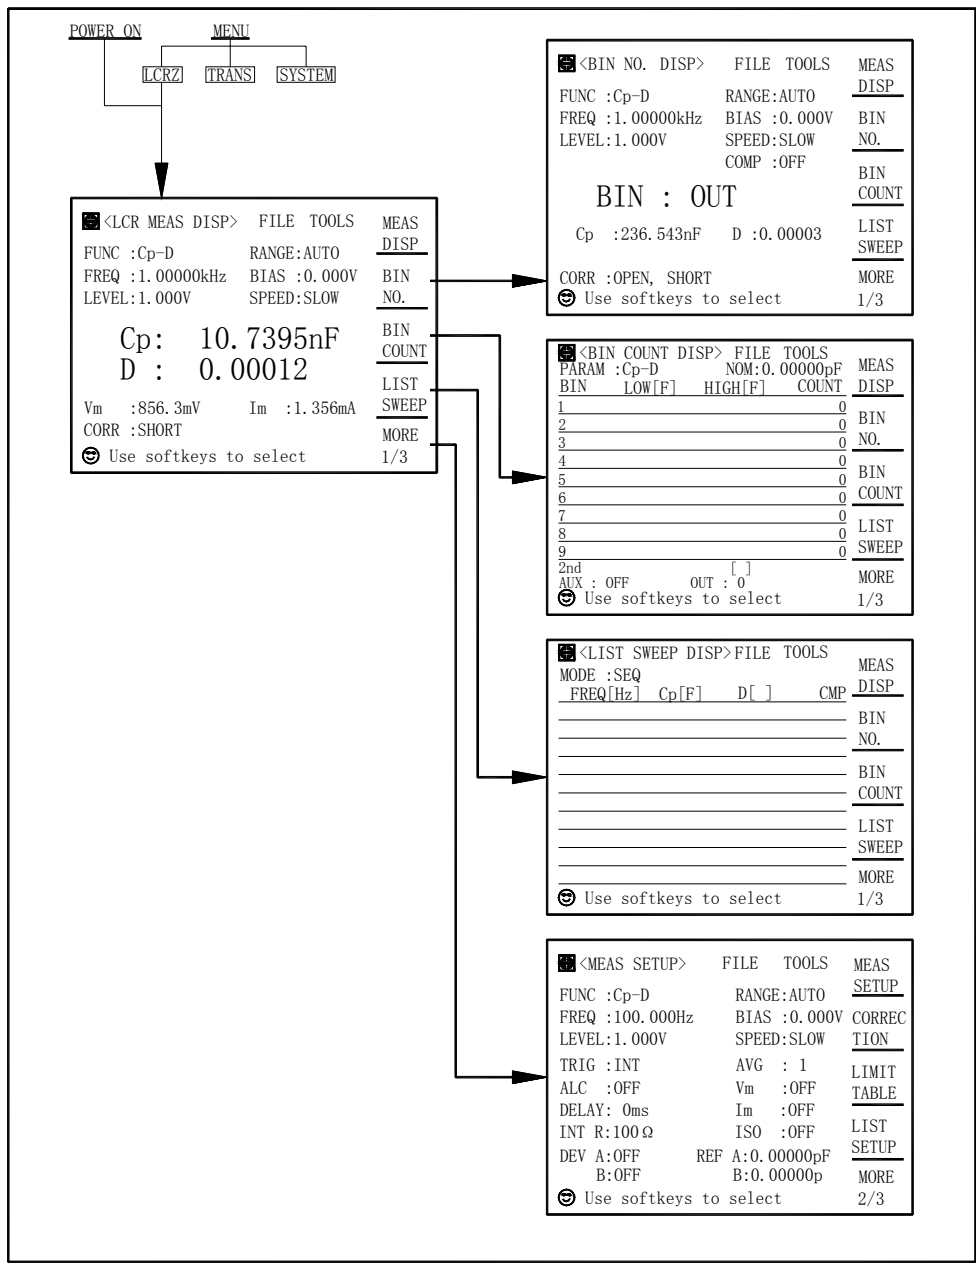 POWER ON
MENU
LCRZ
TRANS
SYSTEM
<LCR MEAS DISP> FILE TOOLS
FUNC :Cp-D RANGE:AUTO
FREQ :1.00000kHz BIAS :0.000V
LEVEL:1.000V SPEED:SLOW
Cp: 10.7395nF
D : 0.00012
Vm :856.3mV Im :1.356mA
CORR :SHORT
Use softkeys to select
MEAS
DISP
BIN
NO.
BIN
COUNT
LIST
SWEEP
MORE
1/3
<BIN NO. DISP> FILE TOOLS
FUNC :Cp-D RANGE:AUTO
FREQ :1.00000kHz BIAS :0.000V
LEVEL:1.000V SPEED:SLOW
COMP :OFF
BIN : OUT
Cp :236.543nF D :0.00003
CORR :OPEN, SHORT
Use softkeys to select
MEAS
DISP
BIN
NO.
BIN
COUNT
LIST
SWEEP
MORE
1/3
<BIN COUNT DISP> FILE TOOLS
PARAM :Cp-D NOM:0.00000pF
BIN LOW[F] HIGH[F] COUNT
1 0
2 0
3 0
4 0
5 0
6 0
7 0
8 0
9 0
2nd [ ]
AUX : OFF OUT : 0
Use softkeys to select
MEAS
DISP
BIN
NO.
BIN
COUNT
LIST
SWEEP
MORE
1/3
<LIST SWEEP DISP> FILE TOOLS
MODE :SEQ
FREQ[Hz] Cp[F] D[ ] CMP
Use softkeys to select
MEAS
DISP
BIN
NO.
BIN
COUNT
LIST
SWEEP
MORE
1/3
<MEAS SETUP> FILE TOOLS
FUNC :Cp-D RANGE:AUTO
FREQ :100.000Hz BIAS :0.000V
LEVEL:1.000V SPEED:SLOW
TRIG :INT AVG : 1
ALC :OFF Vm :OFF
DELAY: 0ms Im :OFF
INT R:100Ω ISO :OFF
DEV A:OFF REF A:0.00000pF
B:OFF B:0.00000p
Use softkeys to select
MEAS
SETUP
CORREC
TION
LIMIT
TABLE
LIST
SETUP
MORE
2/3